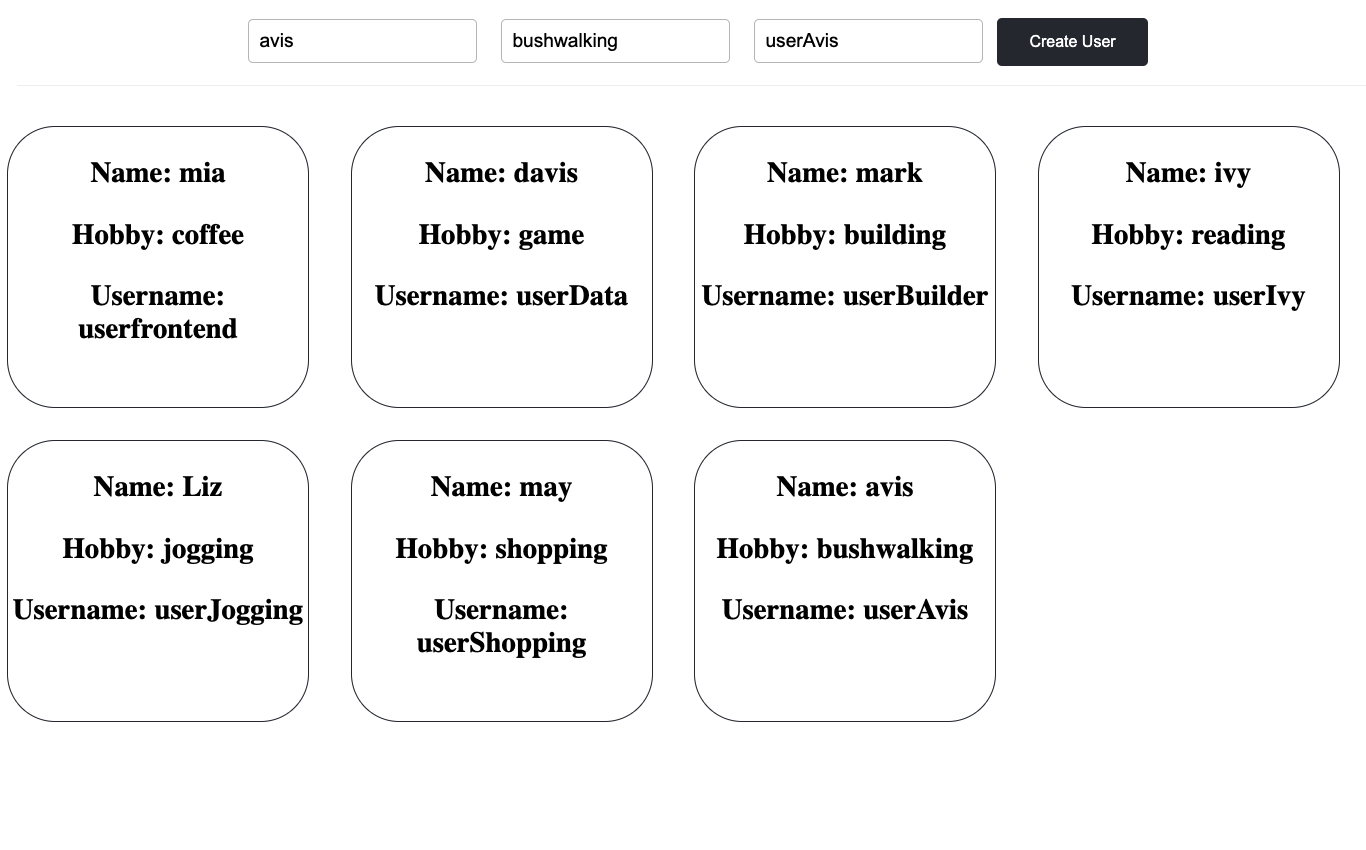 avis
bushwalking
userAvis
Create User
Name: mia
Hobby: coffee
Username:
userfrontend
Name: davis
Hobby: game
Username: userData
Name: mark
Hobby: building
Username: userBuilder
Name: ivy
Hobby: reading
Username: userIvy
Name: Liz
Hobby: jogging
Username: userJogging
Name: may
Hobby: shopping
Username:
userShopping
Name: avis
Hobby: bushwalking
Username: userAvis